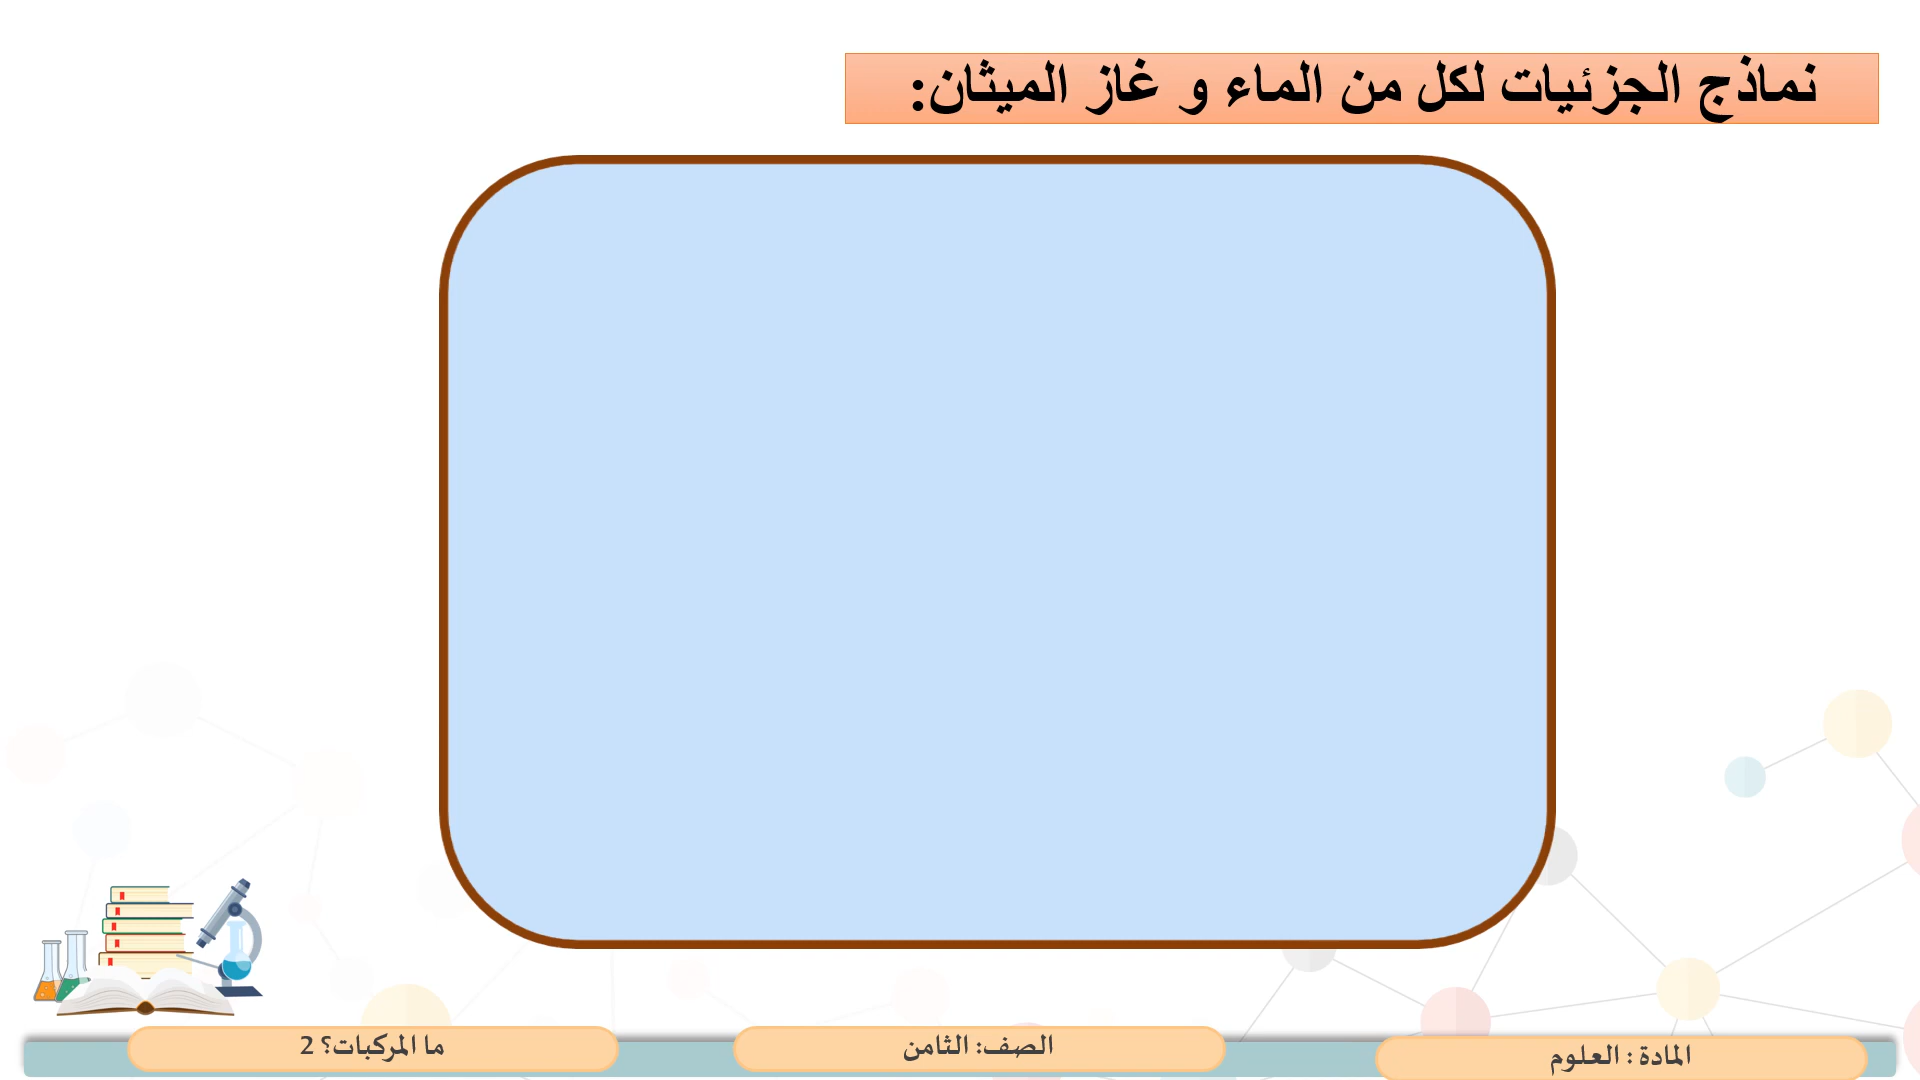 نماذج الجزئيات لكل من الماء و غاز الميثان:
المادة : العلوم
الصف: الثامن
ما المركبات؟ 2